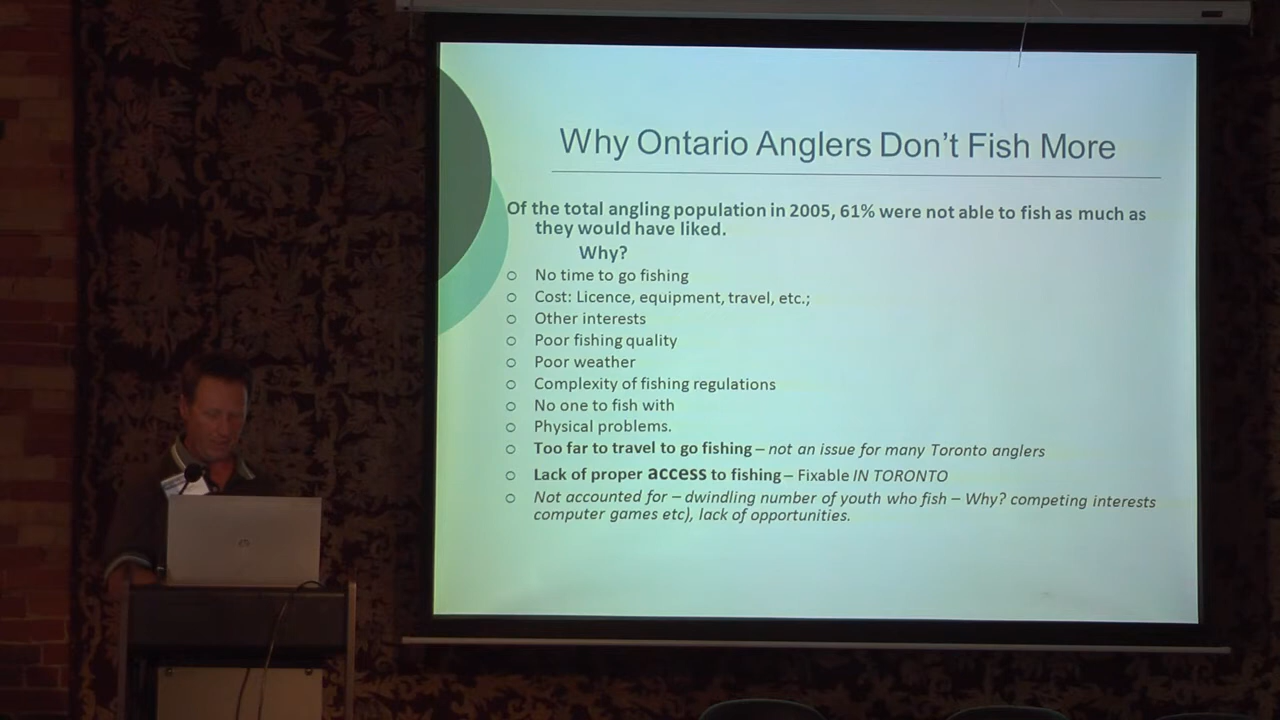 Why Ontario Anglers Don't Fish More
Of the total angling population in 2005, 61% were not able to fish as much as
they would have liked.
Why?
No time to go fishing
Cost: Licence, equipment, travel, etc.;
Other interests
Poor fishing quality
Poor weather
Complexity of fishing regulations
No one to fish with
Physical problems.
Too far to travel to go fishing – not an issue for many Toronto anglers
Lack of proper access to fishing – Fixable IN TORONTO
Not accounted for – dwindling number of youth who fish – Why? competing interests
computer games etc), lack of opportunities.
hp